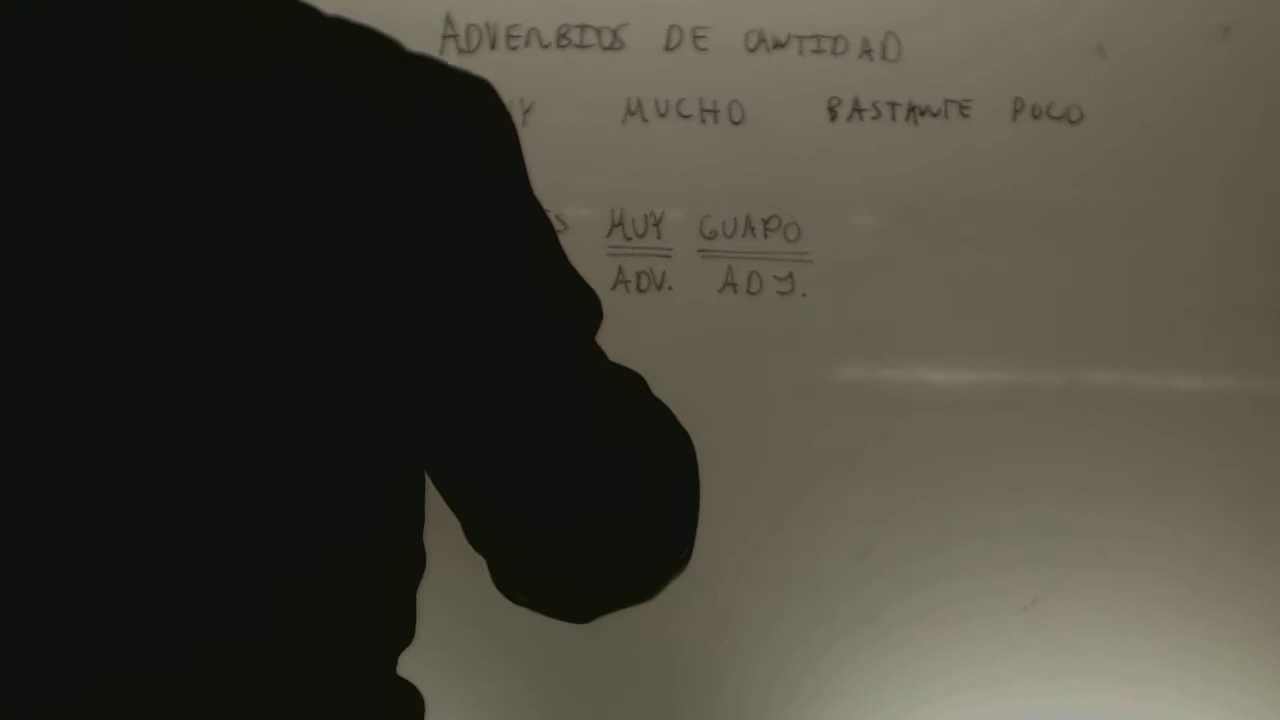 ADVERBIOS DE CANTIDAD
MUCHO BASTANTE POCO
MUY GUAPO
ADV. ADJ.